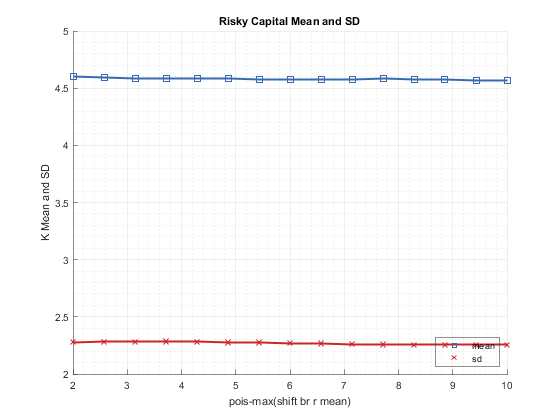 Risky Capital Mean and SD
K Mean and SD
5
4.5
4
3.5
3
2.5
2
2 3 4 5 6 7 8 9 10
pois-max(shift br r mean)
Mean
sd